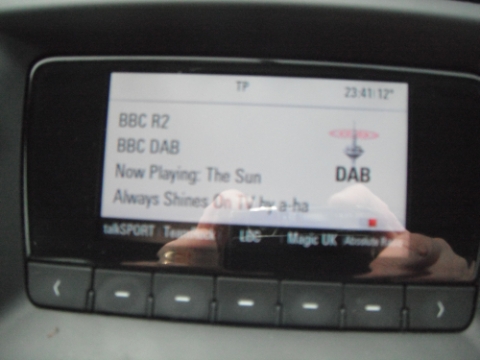 TP 23:41:12"
BBC R2
BBC DAB
Now Playing: The Sun
Always Shines On TV by a-ha
DAB
talkSPORT LBC Magic UK Absolute